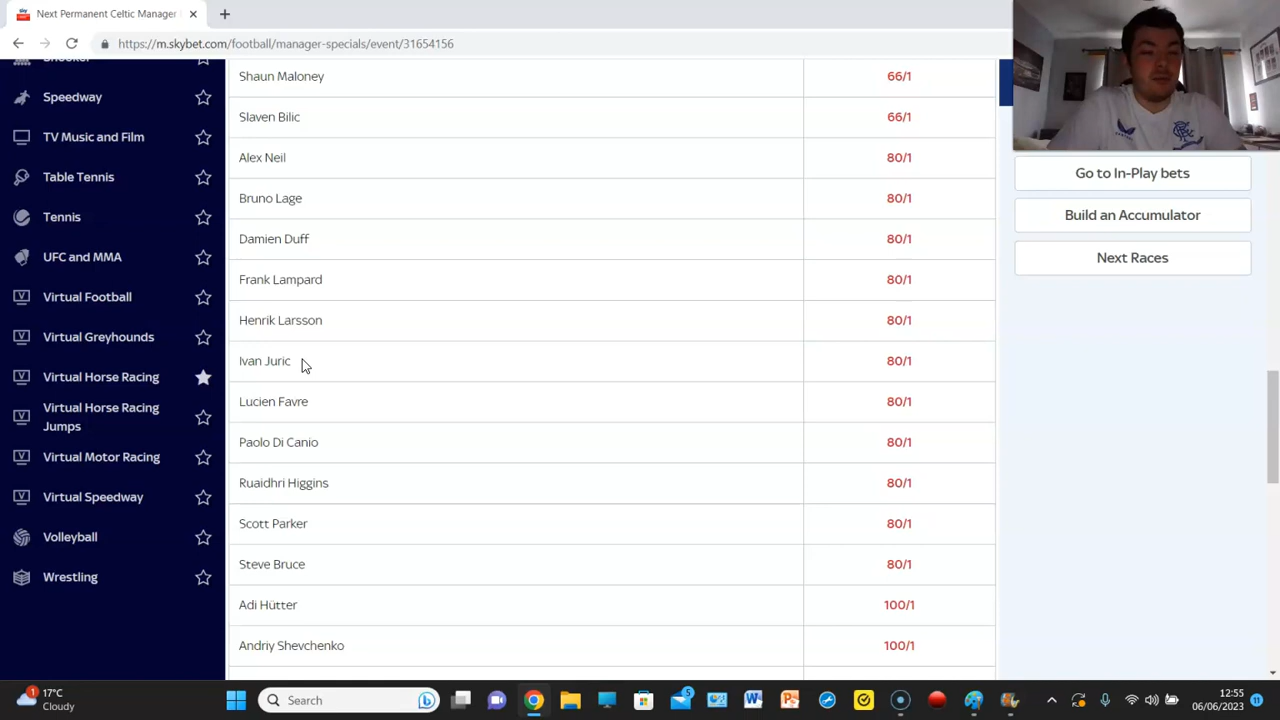 Next Permanent Celtic Manager
https://m.skybet.com/football/manager-specials/event/31654156
Speedway
TV Music and Film
Table Tennis
Tennis
UFC and MMA
Virtual Football
Virtual Greyhounds
Virtual Horse Racing
Virtual Horse Racing
Jumps
Virtual Motor Racing
Virtual Speedway
Volleyball
Wrestling
Shaun Maloney 66/1
Slaven Bilic 66/1
Alex Neil 80/1
Bruno Lage 80/1
Damien Duff 80/1
Frank Lampard 80/1
Henrik Larsson 80/1
Ivan Juric 80/1
Lucien Favre 80/1
Paolo Di Canio 80/1
Ruaidhri Higgins 80/1
Scott Parker 80/1
Steve Bruce 80/1
Adi Hütter 100/1
Andriy Shevchenko 100/1
Go to In-Play bets
Build an Accumulator
Next Races
1
17°C
Cloudy
Search
5
12:55
06/06/2023
11